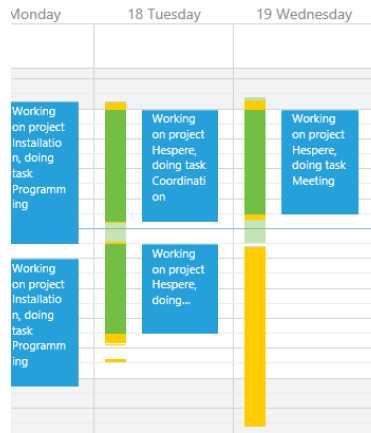 Monday
18 Tuesday
19 Wednesday
Working
on project
Installatio
n, doing
task
Programm
ing
Working
on project
Installatio
n, doing
task
Programm
ing
Working
on project
Hespere,
doing task
Coordinati
on
Working
on project
Hespere,
doing...
Working
on project
Hespere,
doing task
Meeting